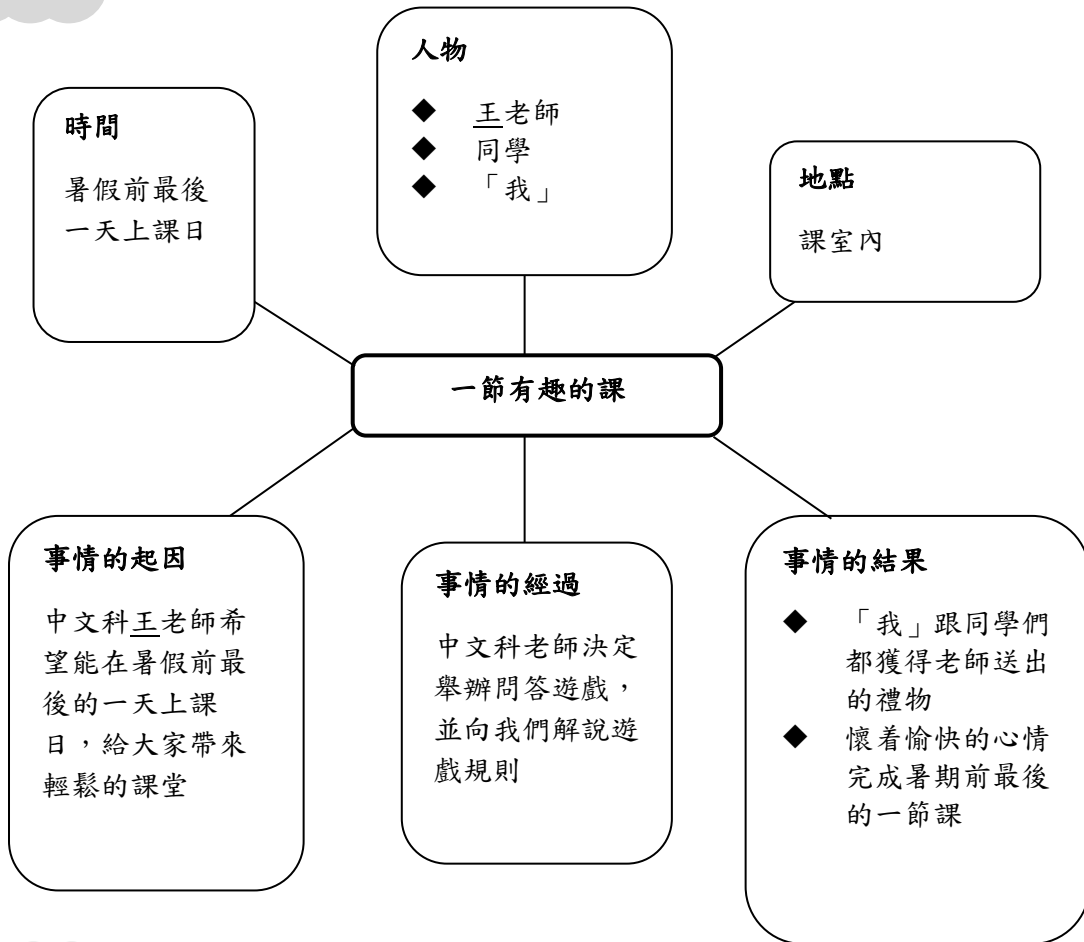 人物
◆ 王老師
◆ 同學
◆ 「我」
時間
暑假前最後
一天上課日
地點
課室內
一節有趣的課
事情的起因
中文科王老師希
望能在暑假前最
後的一天上課
日，給大家帶來
輕鬆的課堂
事情的經過
中文科老師決定
舉辦問答遊戲，
並向我們解說遊
戲規則
事情的結果
◆ 「我」跟同學們
都獲得老師送出
的禮物
◆ 懷着愉快的心情
完成暑期前最後
的一節課